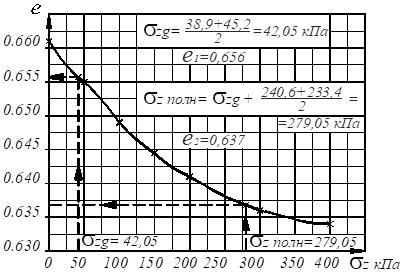 e
σzg= 38,9+45,2/2 =42,05 кПа
e1=0,656
σz полн= σzg + 240,6+233,4/2 =
=279,05 кПа
e2=0,637
0.660
0.655
0.650
0.645
0.640
0.635
0.630
σzg= 42,05
σz полн=279,05
0 50 100 150 200 250 300 350 400 σz кПа